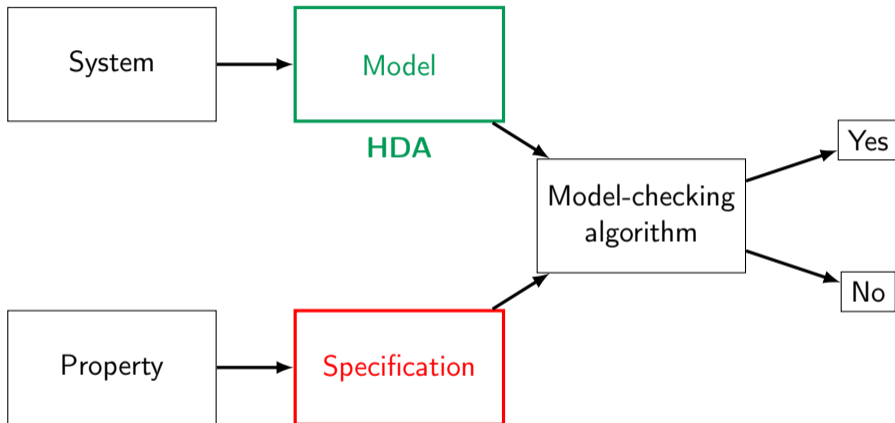 System
Model
HDA
Yes
Model-checking
algorithm
No
Property
Specification